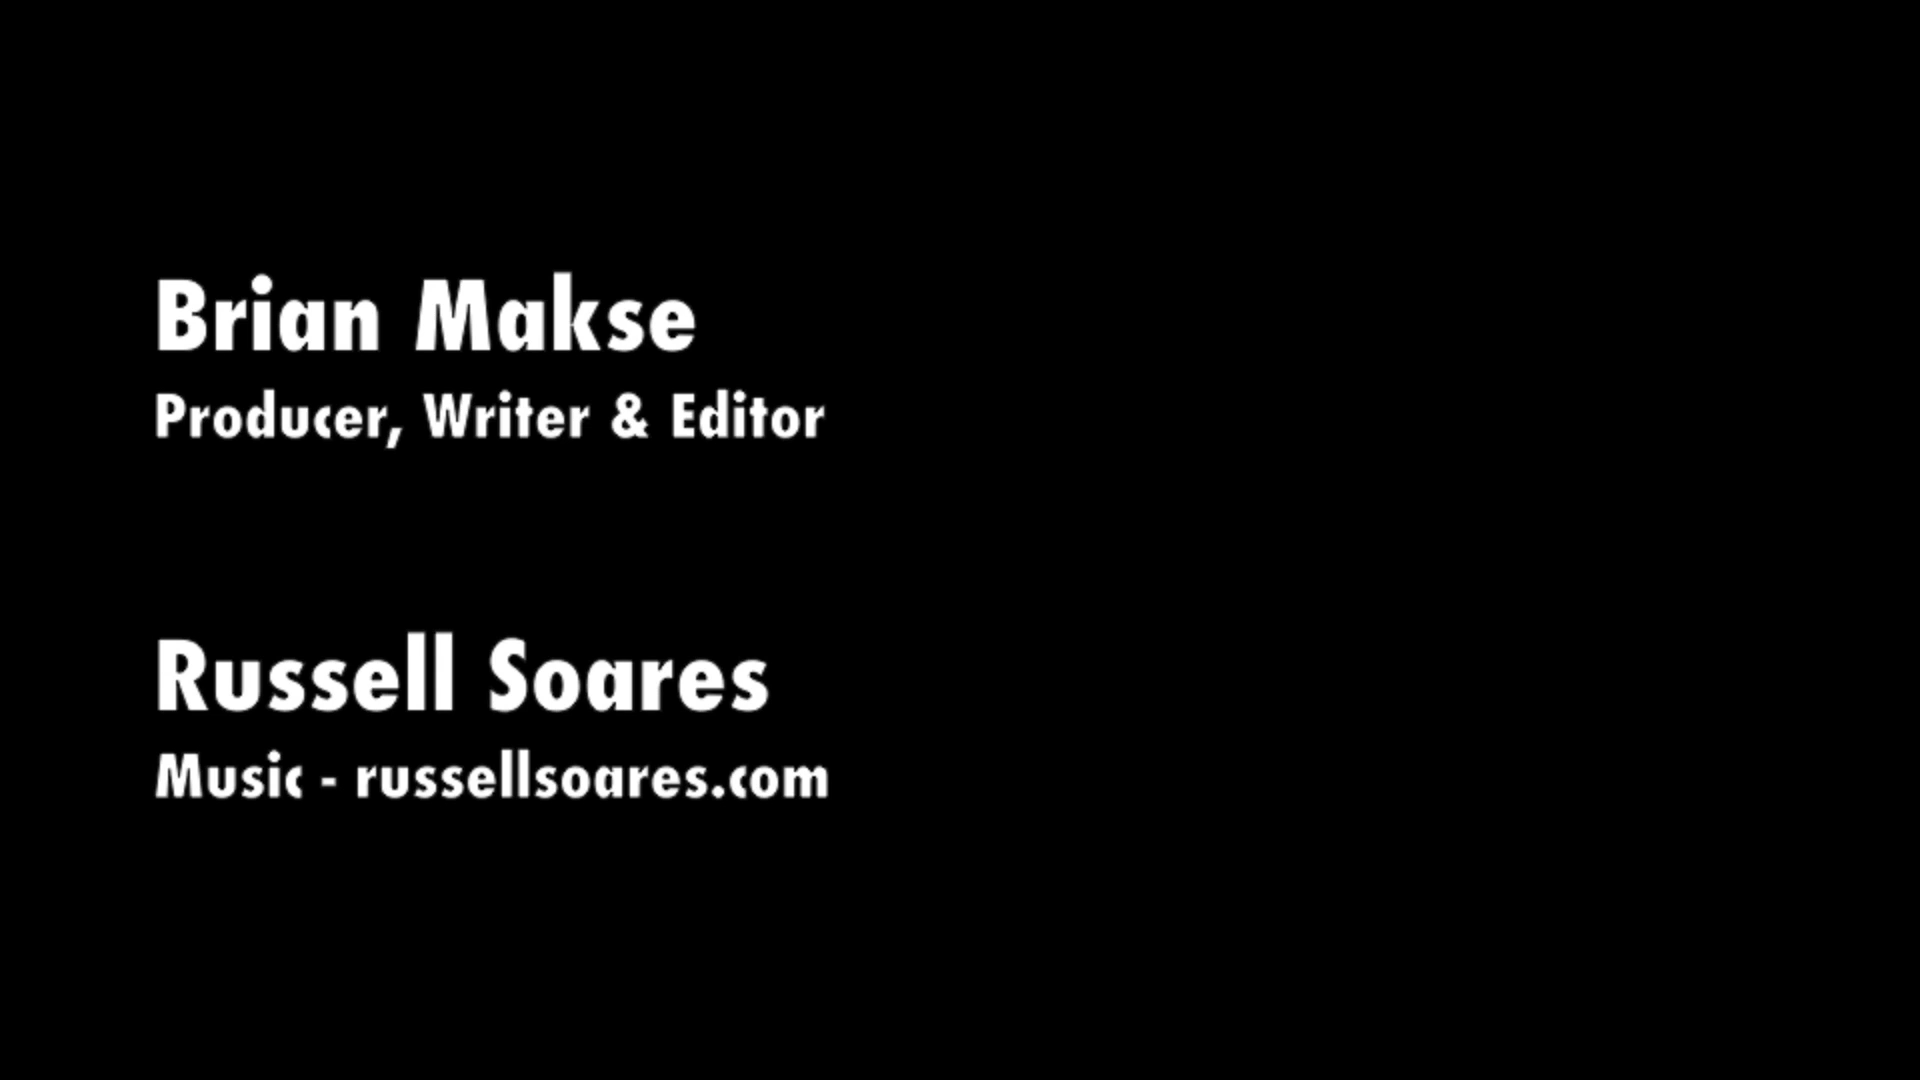 Brian Makse
Producer, Writer & Editor
Russell Soares
Music - russellsoares.com